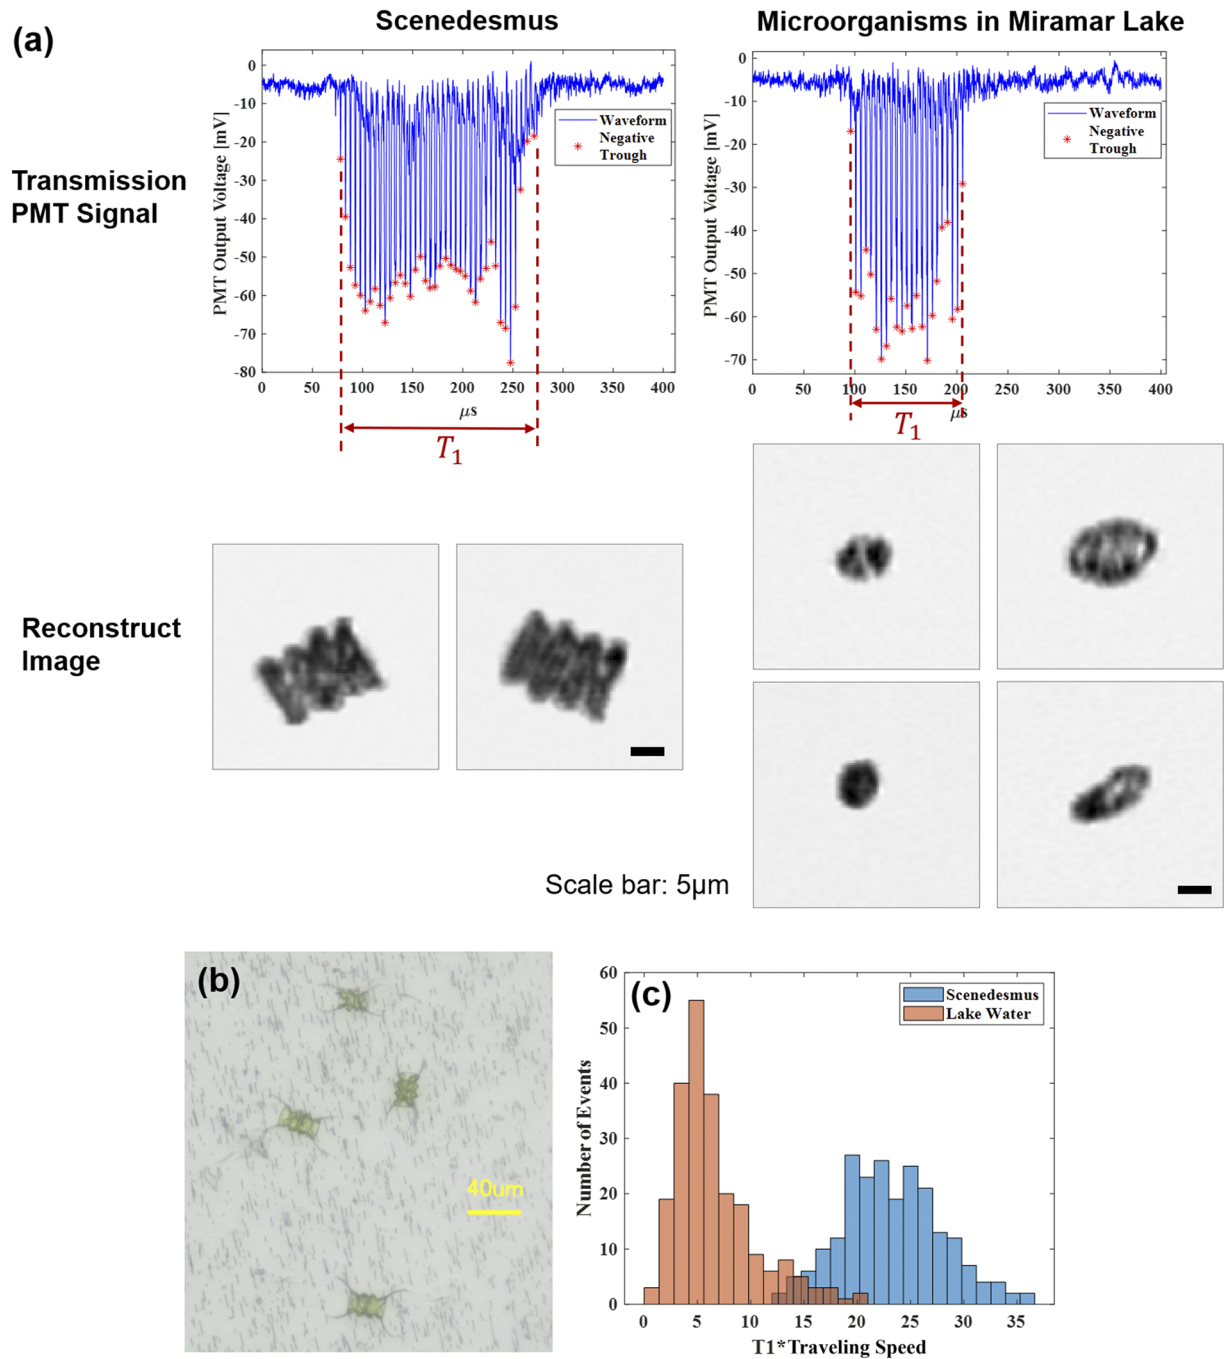 (a)
Scenedesmus
Microorganisms in Miramar Lake
Transmission
PMT Signal
PMT Output Voltage [mV]
0
-10
-20
-30
-40
-50
-60
-70
-80
0 50 100 150 200 250 300 350 400
μs
Waveform
Negative
Trough
T1
PMT Output Voltage [mV]
0
-10
-20
-30
-40
-50
-60
-70
0 50 100 150 200 250 300 350 400
μs
Waveform
Negative
Trough
T1
Reconstruct
Image
Scale bar: 5μm
(b)
40um
(c)
Number of Events
60
50
40
30
20
10
0
0 5 10 15 20 25 30 35
T1*Traveling Speed
Scenedesmus
Lake Water